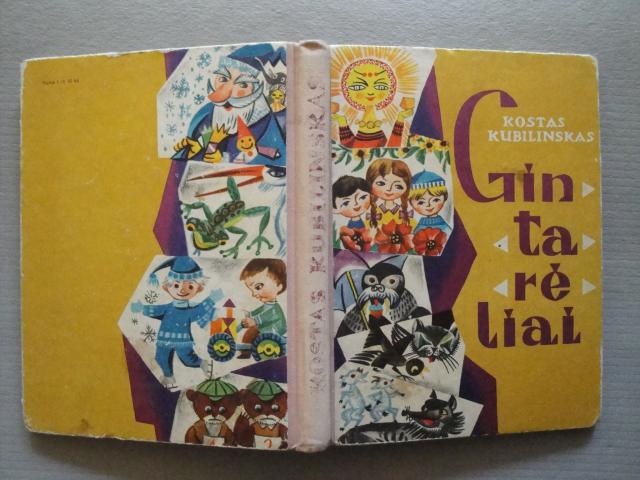 KOSTAS KUBILINSKAS
KOSTAS
KUBILINSKAS
Gin
ta
rė
liai